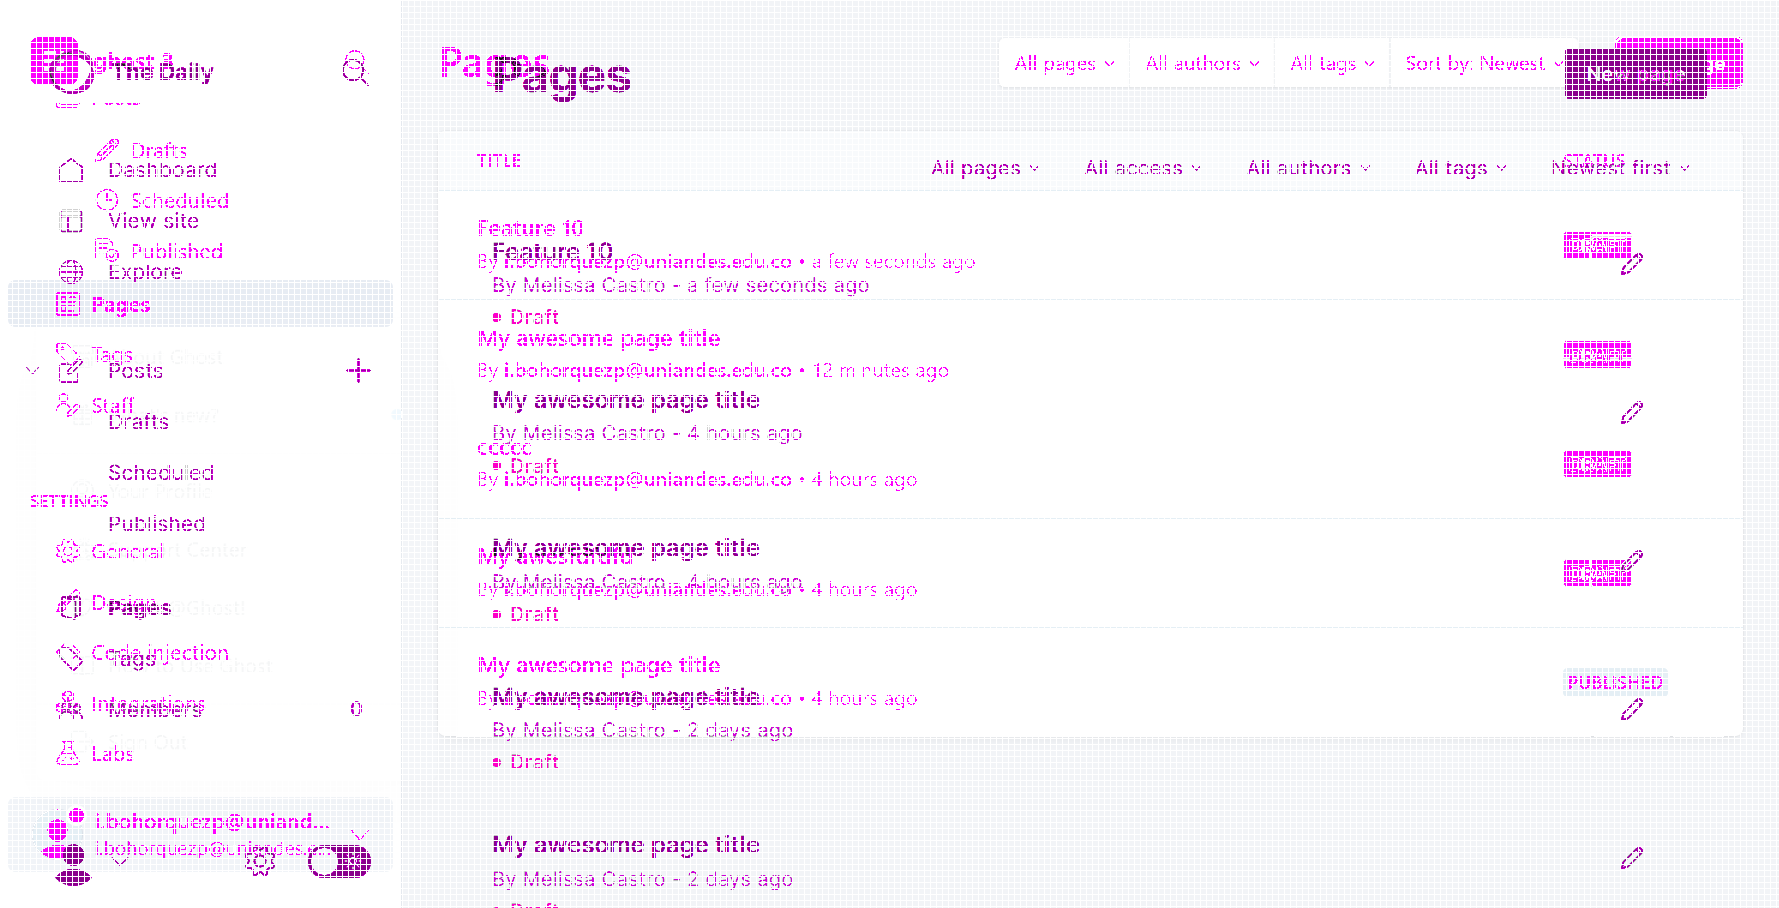 The Daily
Pages
All pages
All authors
All tags
Sort by: Newest
New page
Drafts
Dashboard
Scheduled
View site
Published
Explore
Pages
Tags
Posts
Staff
Drafts
Scheduled
SETTINGS
Published
General
Design
Pages
Code injection
Tags
Integrations
Members
0
Labs
Sign Out
i.bohorquezp@uniand...
i.bohorquezp@uniandes.e...
Pages
TITLE
STATUS
All pages
All access
All authors
All tags
Newest first
Feature 10
Feature 10
By i.bohorquezp@uniandes.edu.co • a few seconds ago
By Melissa Castro - a few seconds ago
DRAFT
Draft
My awesome page title
By i.bohorquezp@uniandes.edu.co • 12 minutes ago
DRAFT
My awesome page title
By Melissa Castro - 4 hours ago
ccccc
Draft
By i.bohorquezp@uniandes.edu.co • 4 hours ago
DRAFT
My awesome page title
By Melissa Castro - 4 hours ago
By i.bohorquezp@uniandes.edu.co • 4 hours ago
DRAFT
Draft
My awesome page title
PUBLISHED
My awesome page title
By i.bohorquezp@uniandes.edu.co • 4 hours ago
By Melissa Castro - 2 days ago
Draft
My awesome page title
By Melissa Castro - 2 days ago